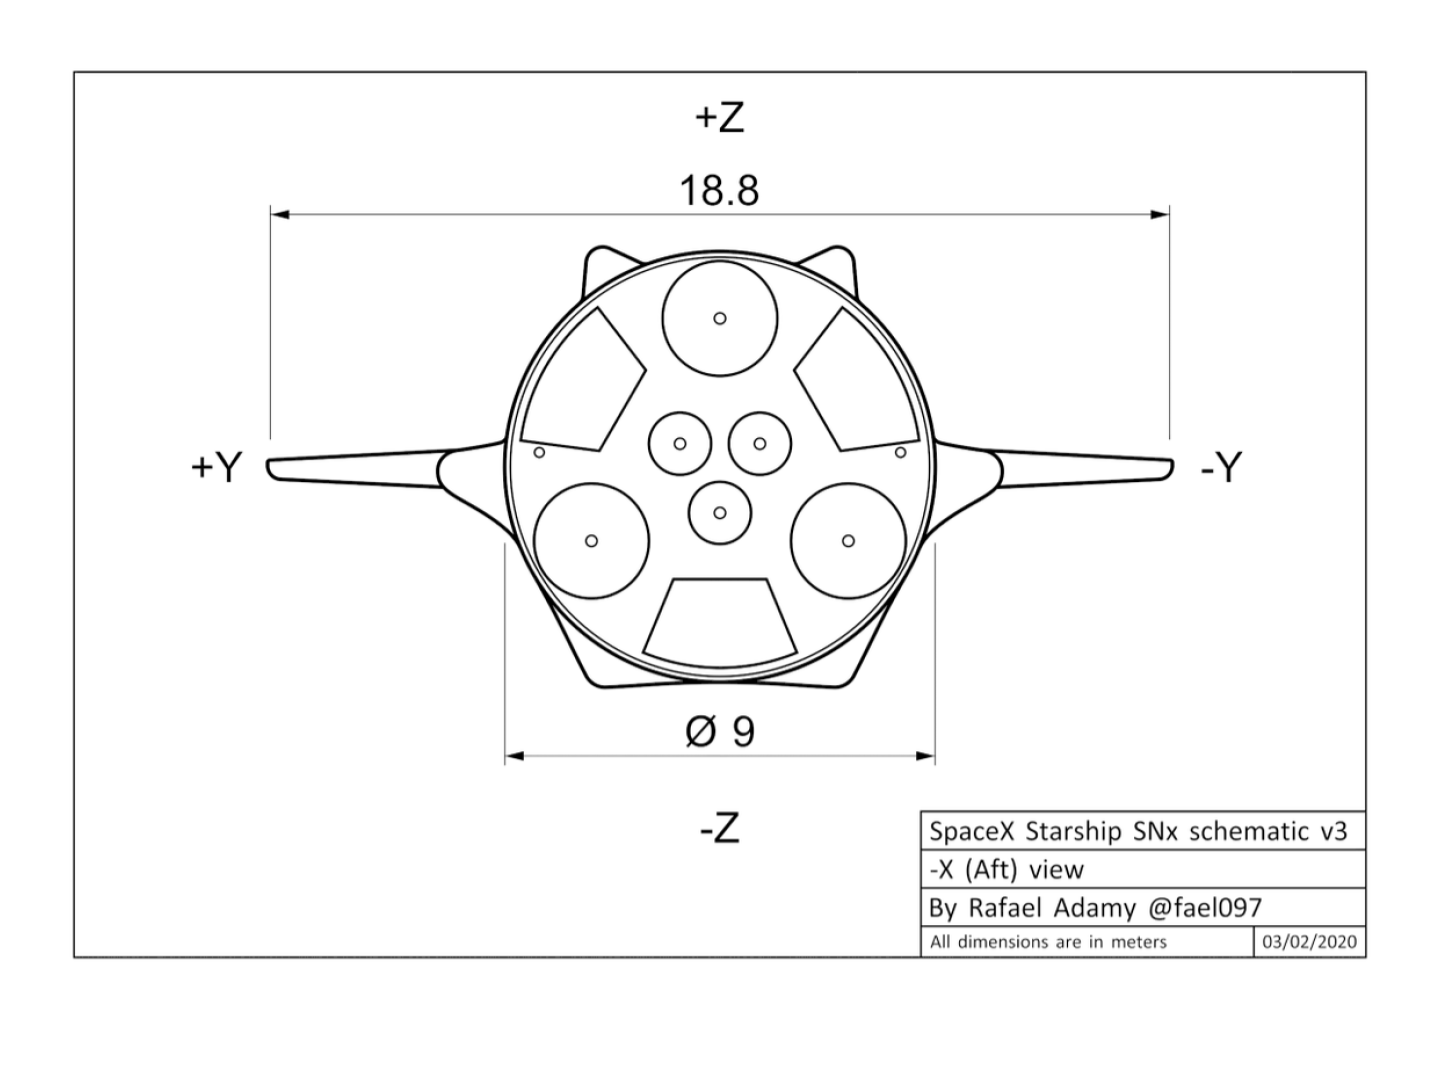 +Z
18.8
+Y
-Y
Ø 9
-Z
SpaceX Starship SNx schematic v3
-X (Aft) view
By Rafael Adamy @fael097
All dimensions are in meters
03/02/2020